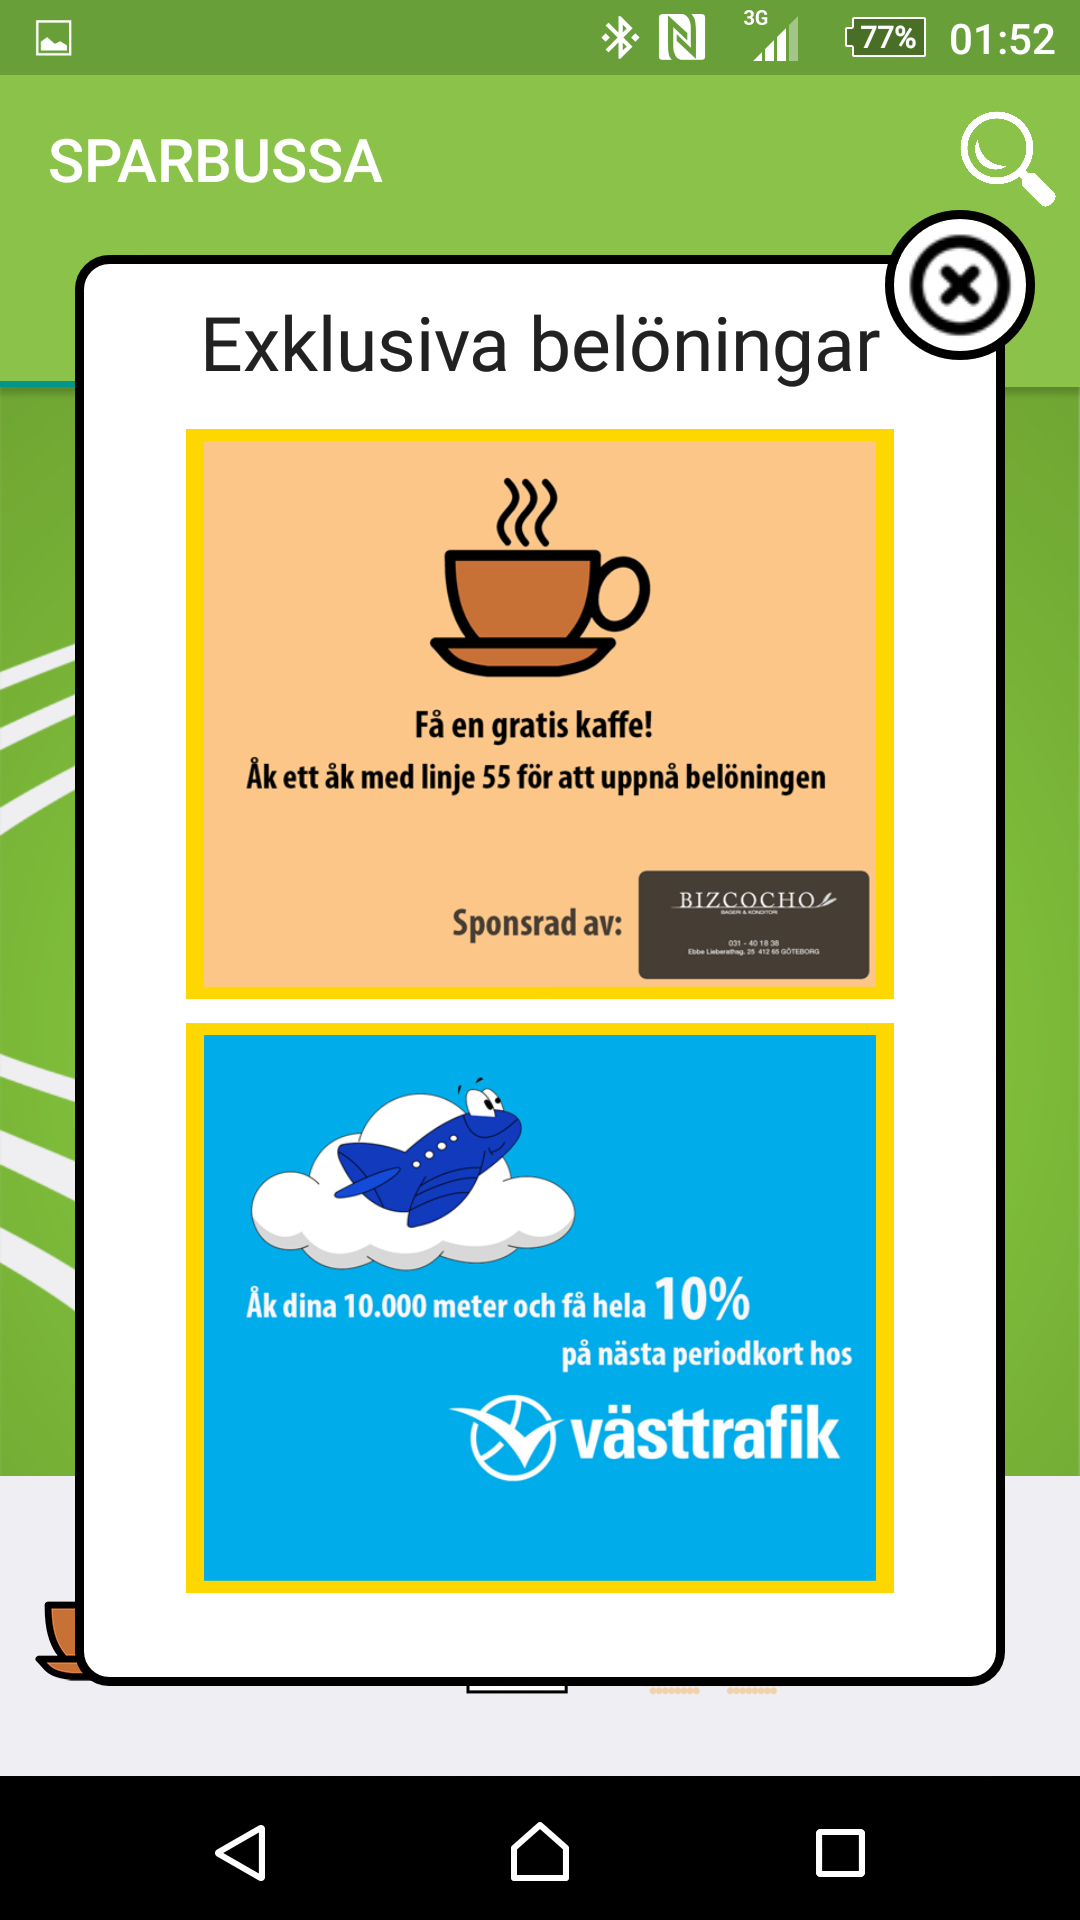 3G
77%
01:52
SPARBUSSA
Exklusiva belöningar
Få en gratis kaffe!
Åk ett åk med linje 55 för att uppnå belöningen
Sponsrad av:
BIZCOCHO
BAGERI & KONDITORI
031 - 40 18 38
Ebbe Lieberathsg. 25 412 65 GÖTEBORG
Åk dina 10.000 meter och få hela 10%
på nästa periodkort hos
västtrafik